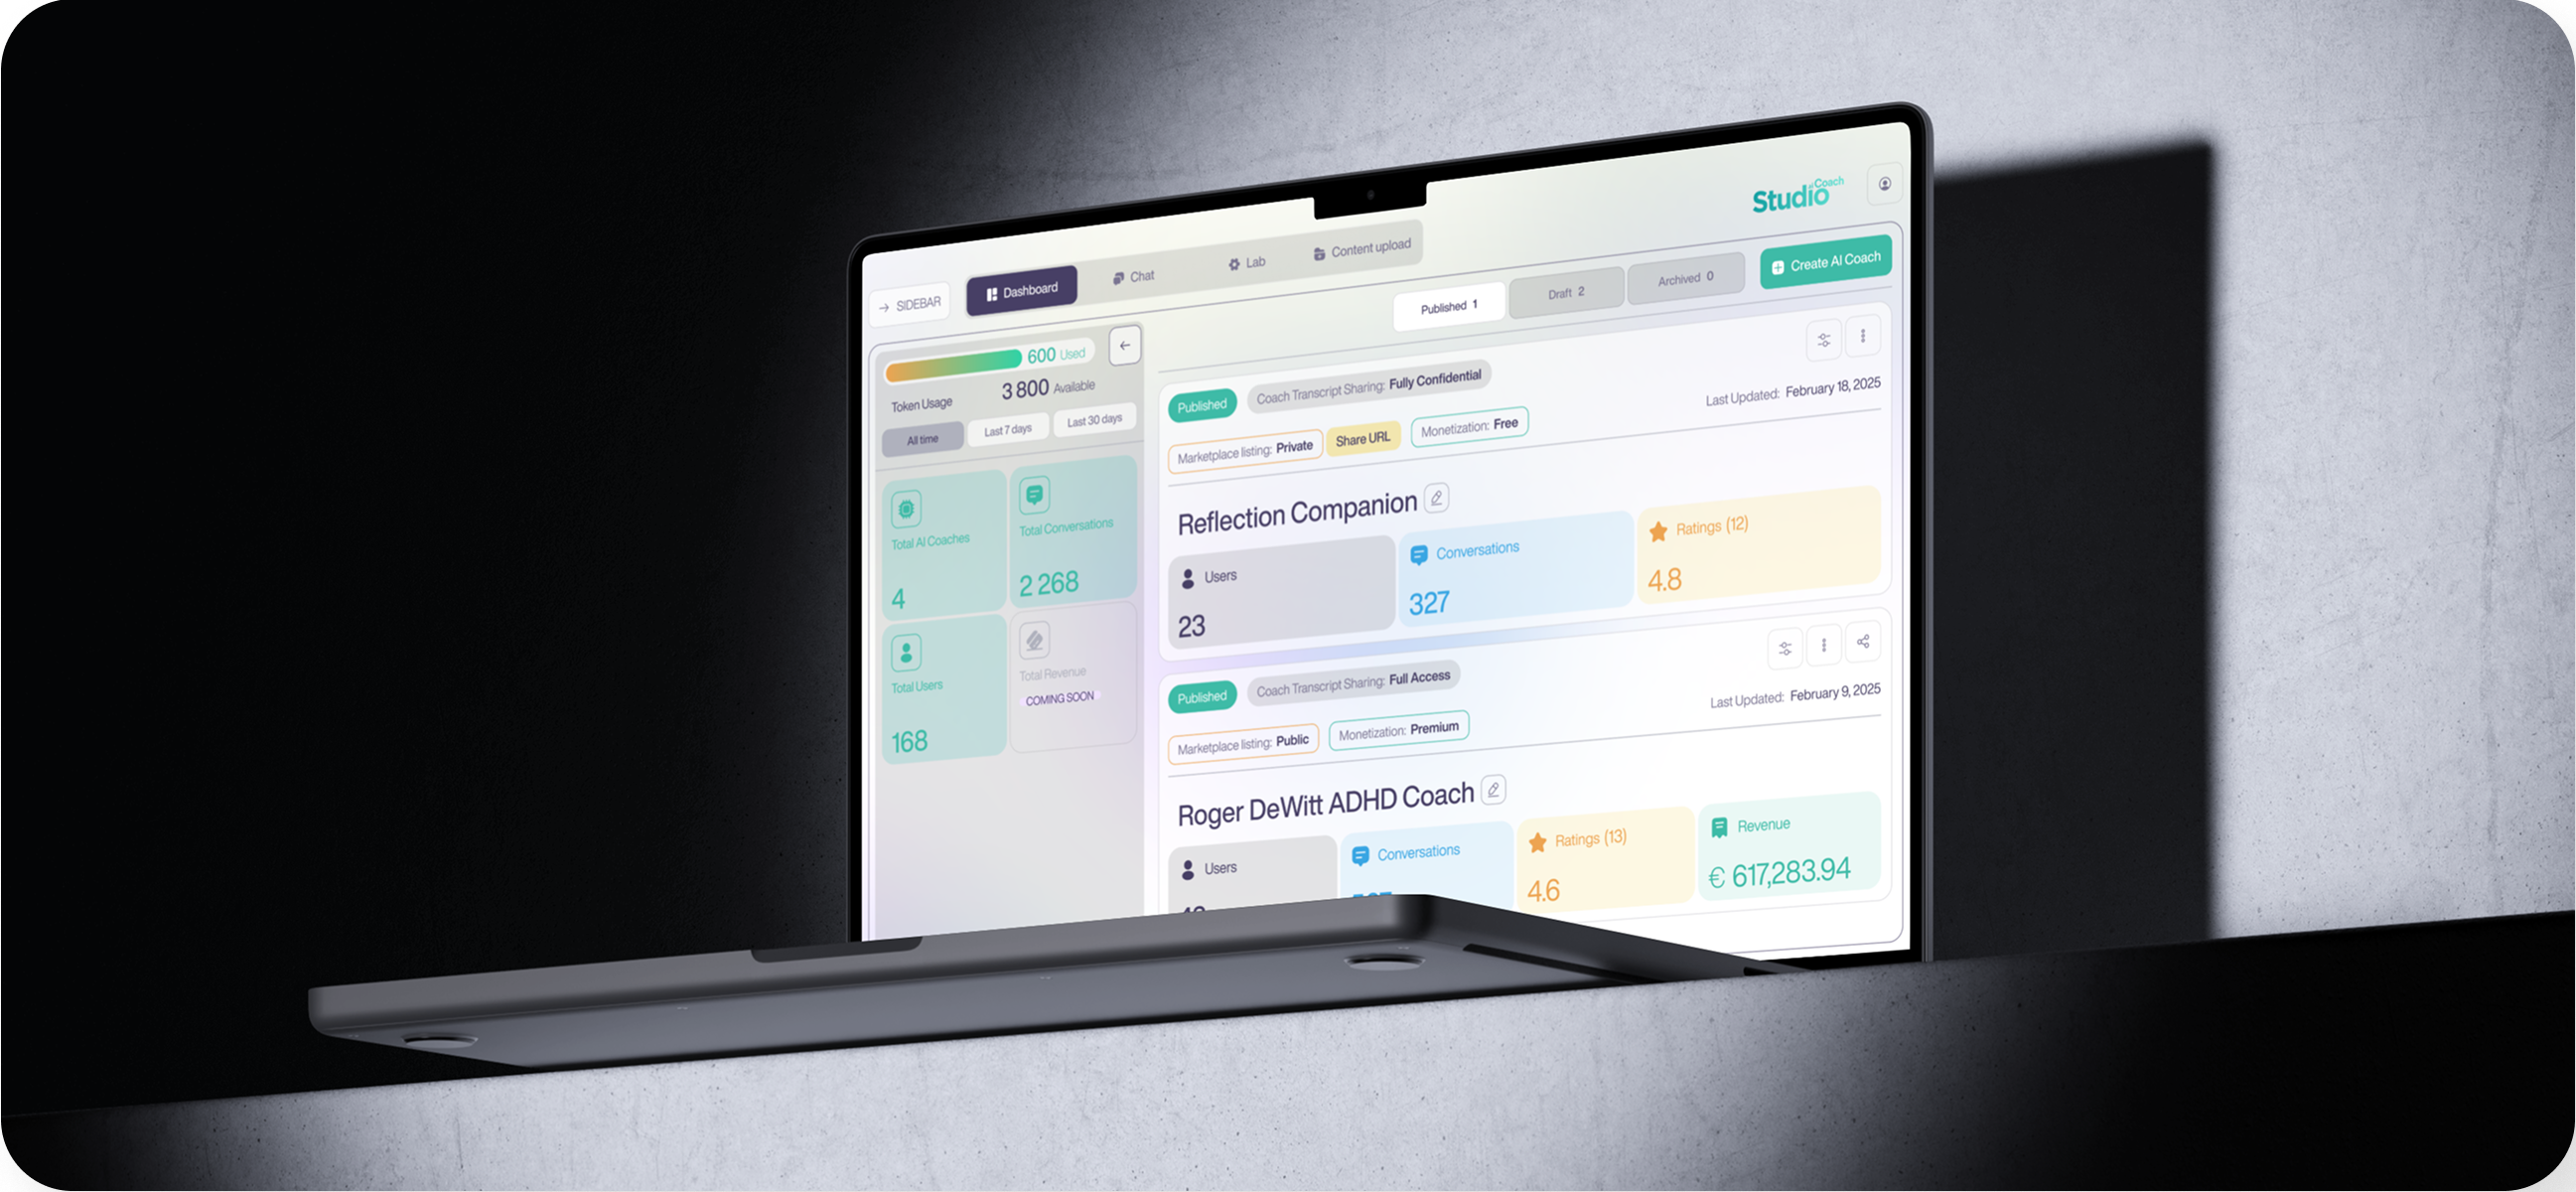 Studio Coach
SIDEBAR
Dashboard
Chat
Lab
Content upload
Published 1
Draft 2
Archived 0
Create AI Coach
600 Used
3 800 Available
Token Usage
All time
Last 7 days
Last 30 days
Total AI Coaches
4
Total Conversations
2 268
Total Users
168
Total Revenue
COMING SOON
Published
Coach Transcript Sharing: Fully Confidential
Last Updated: February 18, 2025
Marketplace listing: Private
Share URL
Monetization: Free
Reflection Companion
Users
23
Conversations
327
Ratings (12)
4.8
Published
Coach Transcript Sharing: Full Access
Last Updated: February 9, 2025
Marketplace listing: Public
Monetization: Premium
Roger DeWitt ADHD Coach
Users
Conversations
Ratings (13)
4.6
Revenue
€ 617,283.94